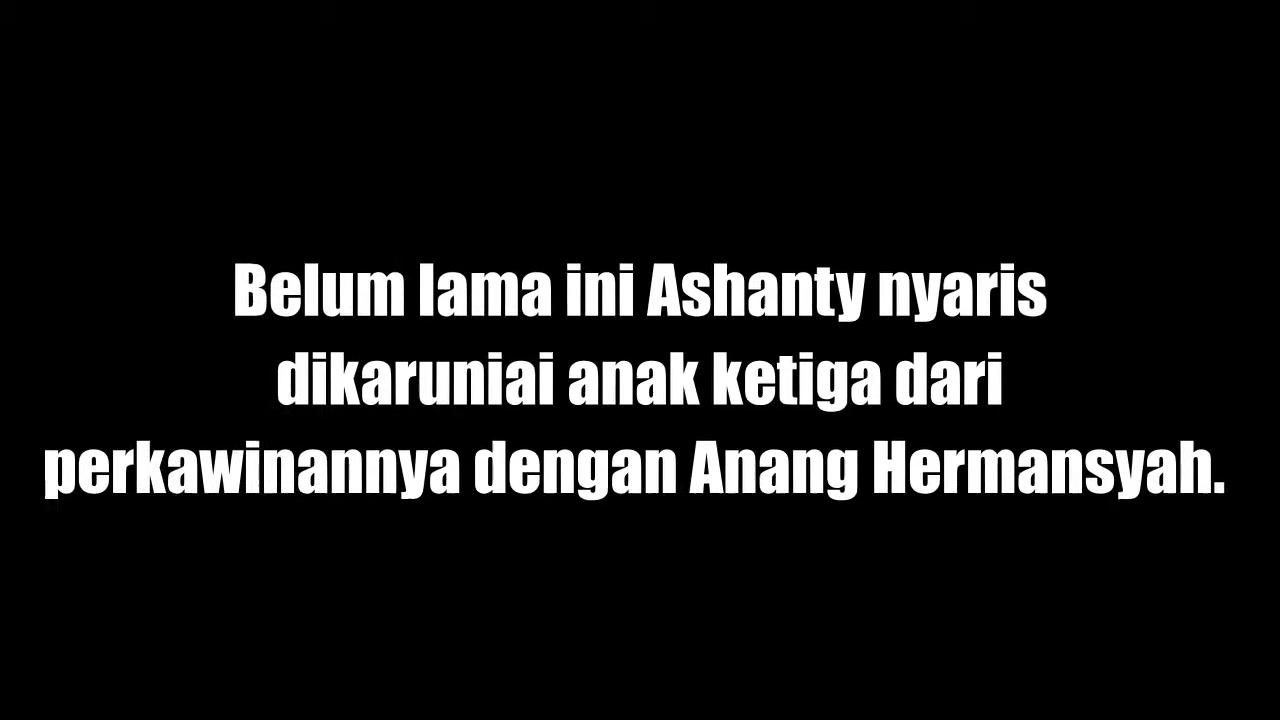 Belum lama ini Ashanty nyaris
dikaruniai anak ketiga dari
perkawinannya dengan Anang Hermansyah.